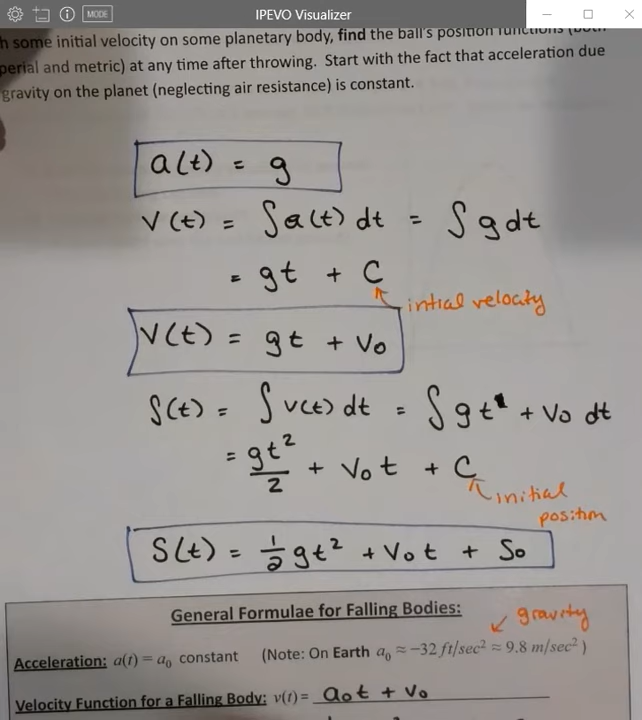 MODE
IPEVO Visualizer
h some initial velocity on some planetary body, find the ball's position functions (both
perial and metric) at any time after throwing. Start with the fact that acceleration due
gravity on the planet (neglecting air resistance) is constant.
a(t) = g
V(t) = ∫a(t) dt = ∫ g dt
= gt + C
intial velocity
V(t) = gt + V₀
S(t) = ∫ v(t) dt = ∫ gt + V₀ dt
= gt²/2 + V₀t + C
initial
position
S(t) = ½gt² + V₀t + S₀
General Formulae for Falling Bodies:
gravity
Acceleration: a(t) = a₀ constant (Note: On Earth a₀ ≈ −32 ft/sec² ≈ 9.8 m/sec²)
Velocity Function for a Falling Body: v(t) = a₀t + V₀